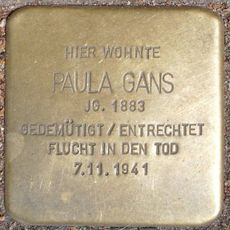 HIER WOHNTE
PAULA GANS
JG. 1883
GEDEMÜTIGT / ENTRECHTET
FLUCHT IN DEN TOD
7.11. 1941